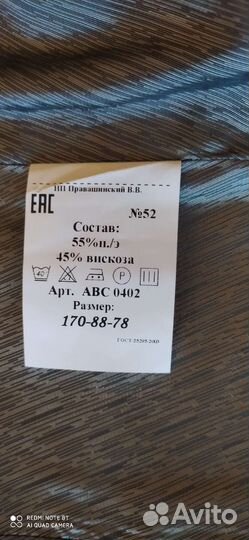 ИП Правашинский В.В.
ЕАС
№52
Состав:
55%п./э
45% вискоза
40
P
Арт. АВС 0402
Размер:
170-88-78
ГОСТ-25295-2003
REDMI NOTE 8T
AI QUAD CAMERA
Avito